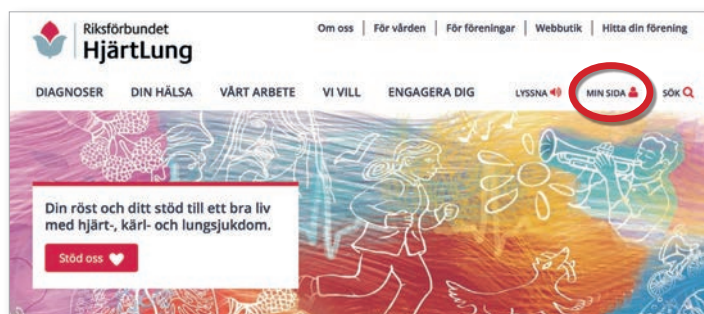 Riksförbundet
HjärtLung
Om oss | För vården | För föreningar | Webbutik | Hitta din förening
DIAGNOSER DIN HÄLSA VÅRT ARBETE VI VILL ENGAGERA DIG LYSSNA MIN SIDA SÖK
Din röst och ditt stöd till ett bra liv
med hjärt-, kärl- och lungsjukdom.
Stöd oss